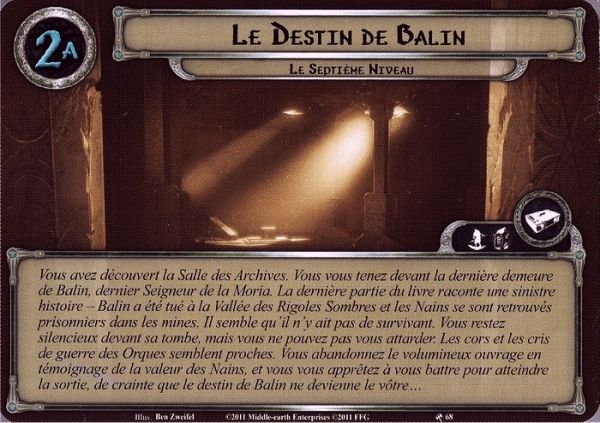 2A
LE DESTIN DE BALIN
LE SEPTIÈME NIVEAU
Vous avez découvert la Salle des Archives. Vous vous tenez devant la dernière demeure
de Balin, dernier Seigneur de la Moria. La dernière partie du livre raconte une sinistre
histoire – Balin a été tué à la Vallée des Rigoles Sombres et les Nains se sont retrouvés
prisonniers dans les mines. Il semble qu'il n'y ait pas de survivant. Vous restez
silencieux devant sa tombe, mais vous ne pouvez pas vous attarder. Les cors et les cris
de guerre des Orques semblent proches. Vous abandonnez le volumineux ouvrage en
témoignage de la valeur des Nains, et vous vous apprêtez à vous battre pour atteindre
la sortie, de crainte que le destin de Balin ne devienne le vôtre…
Illus. Ben Zweifel ©2011 Middle-earth Enterprises ©2011 FFG 68